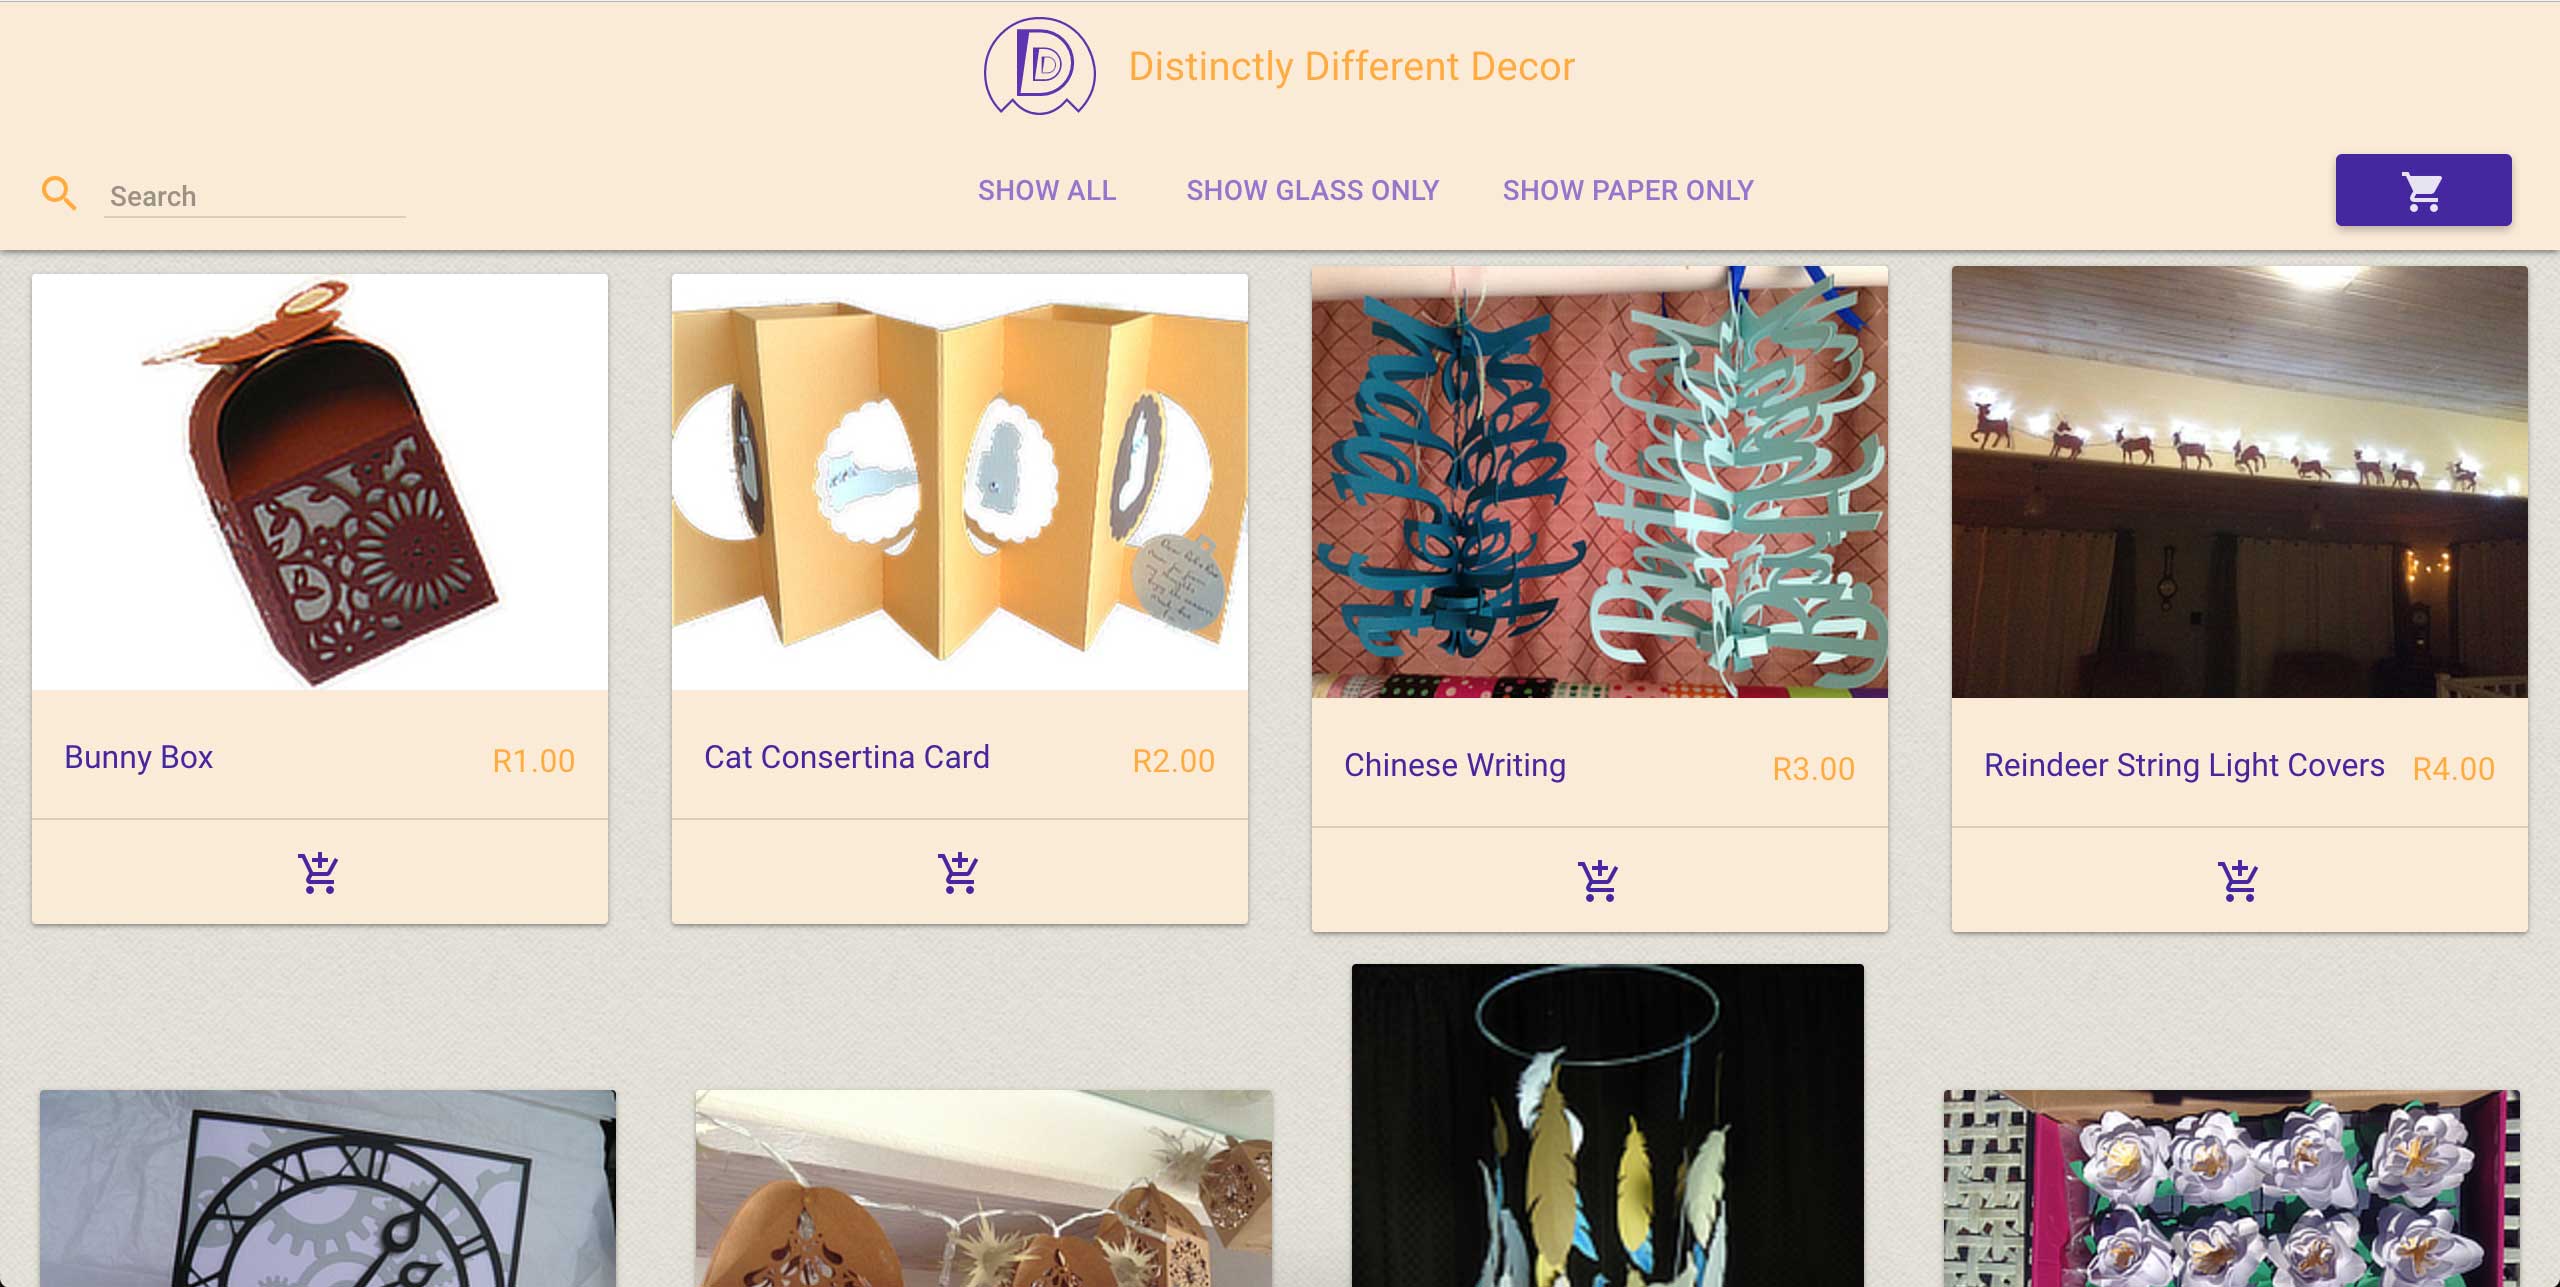 Distinctly Different Decor
Search
SHOW ALL
SHOW GLASS ONLY
SHOW PAPER ONLY
Bunny Box
R1.00
Cat Consertina Card
R2.00
Chinese Writing
R3.00
Reindeer String Light Covers
R4.00